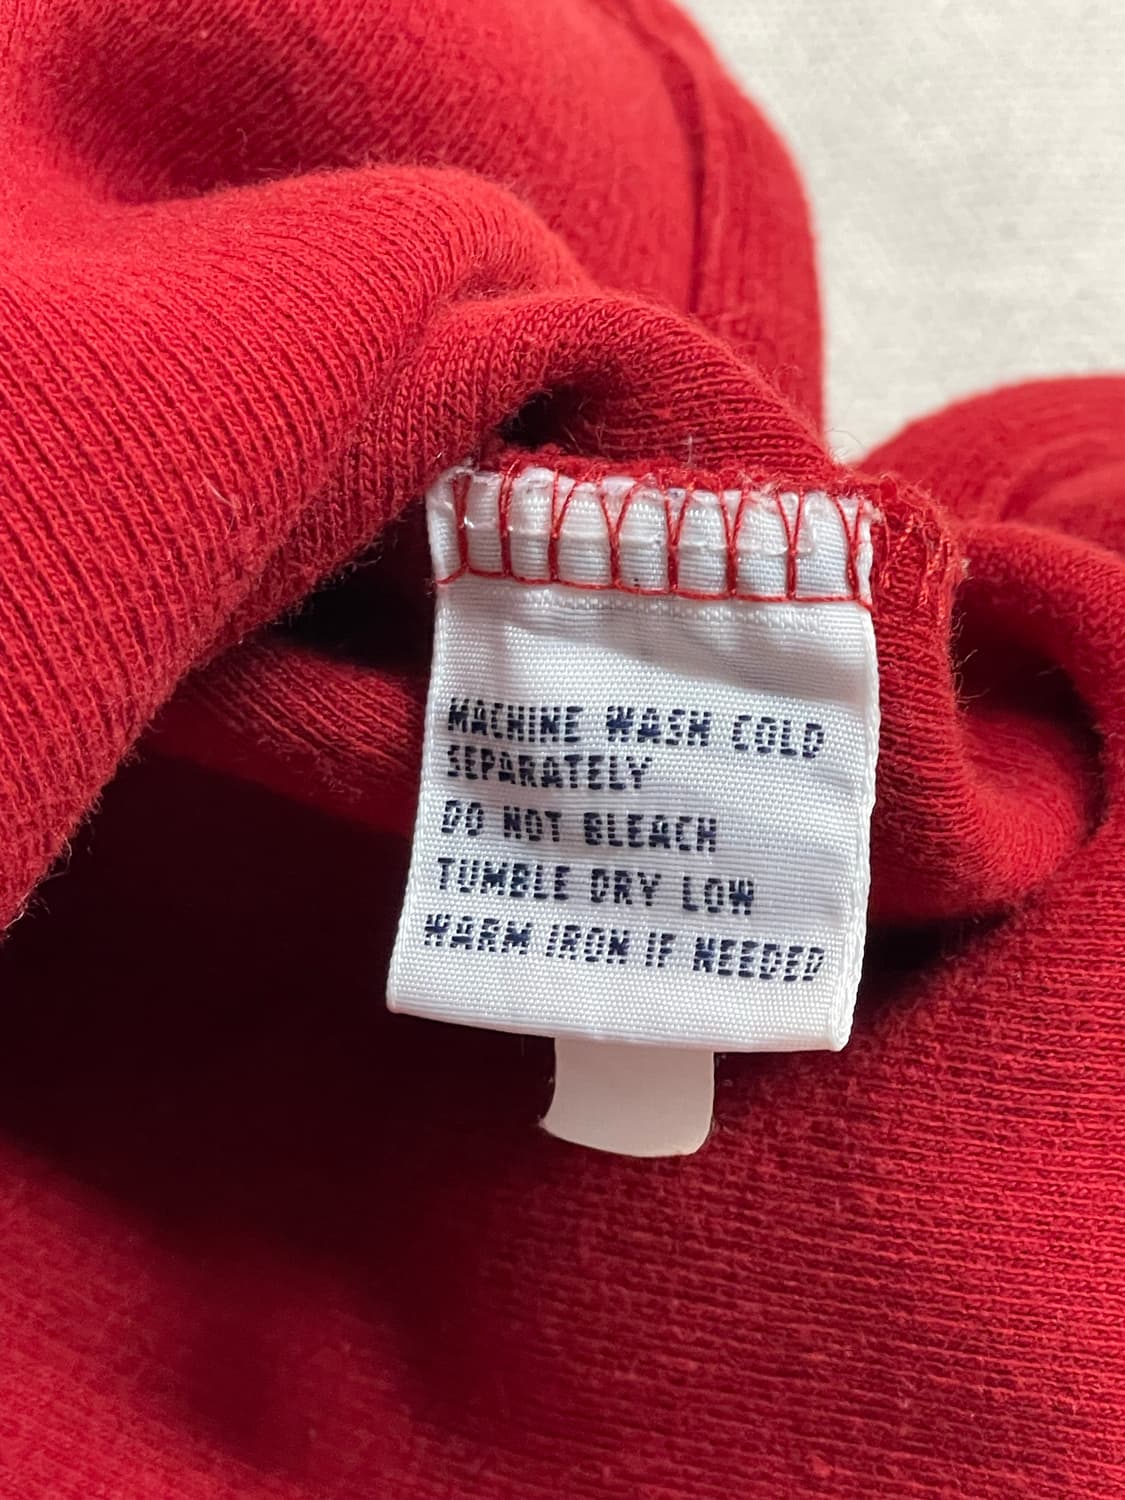 MACHINE WASH COLD
SEPARATELY
DO NOT BLEACH
TUMBLE DRY LOW
WARM IRON IF NEEDED